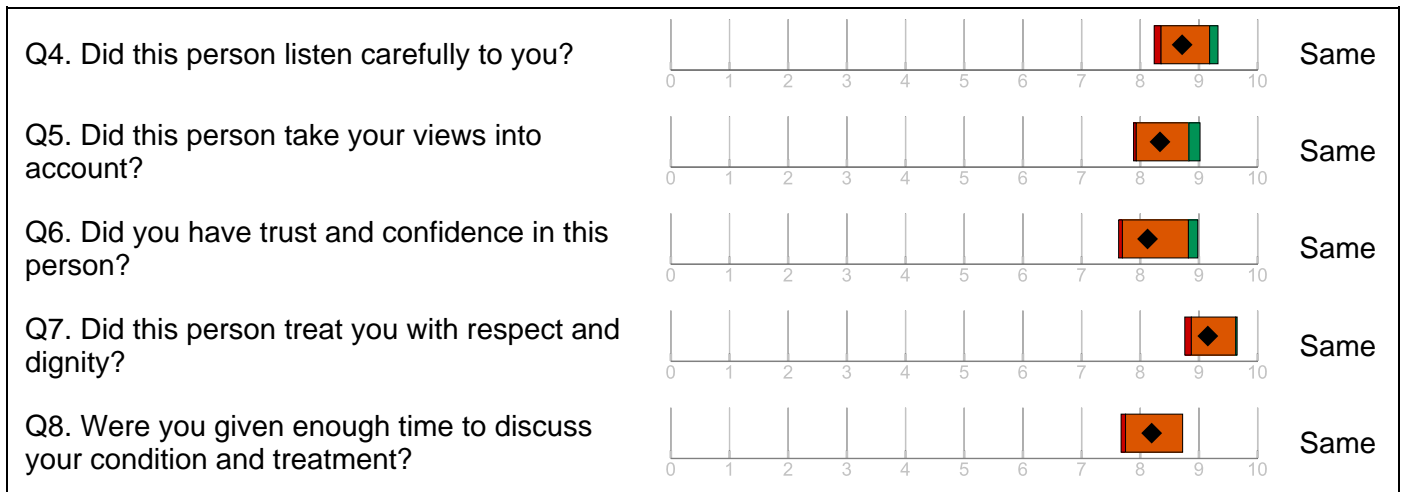 Q4. Did this person listen carefully to you?
Same
0 1 2 3 4 5 6 7 8 9 10
Q5. Did this person take your views into
account?
Same
0 1 2 3 4 5 6 7 8 9 10
Q6. Did you have trust and confidence in this
person?
Same
0 1 2 3 4 5 6 7 8 9 10
Q7. Did this person treat you with respect and
dignity?
Same
0 1 2 3 4 5 6 7 8 9 10
Q8. Were you given enough time to discuss
your condition and treatment?
Same
0 1 2 3 4 5 6 7 8 9 10